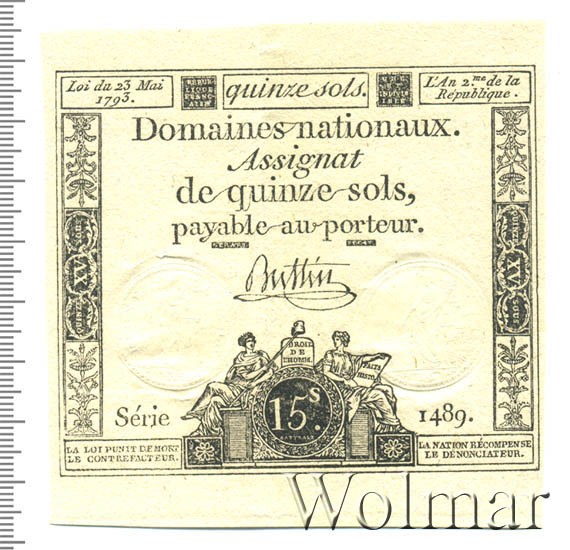 Loi du 23 Mai
1793.
quinze sols.
L'An 2.me de la
République.
Domaines nationaux.
Assignat
de quinze sols,
payable au porteur.
Buttin
DROIT
DE
L'HOMM.
15.s
Série
1489.
LA LOI PUNIT DE MORT
LE CONTREFACTEUR.
LA NATION RÉCOMPENSE
LE DÉNONCIATEUR.
Wolmar